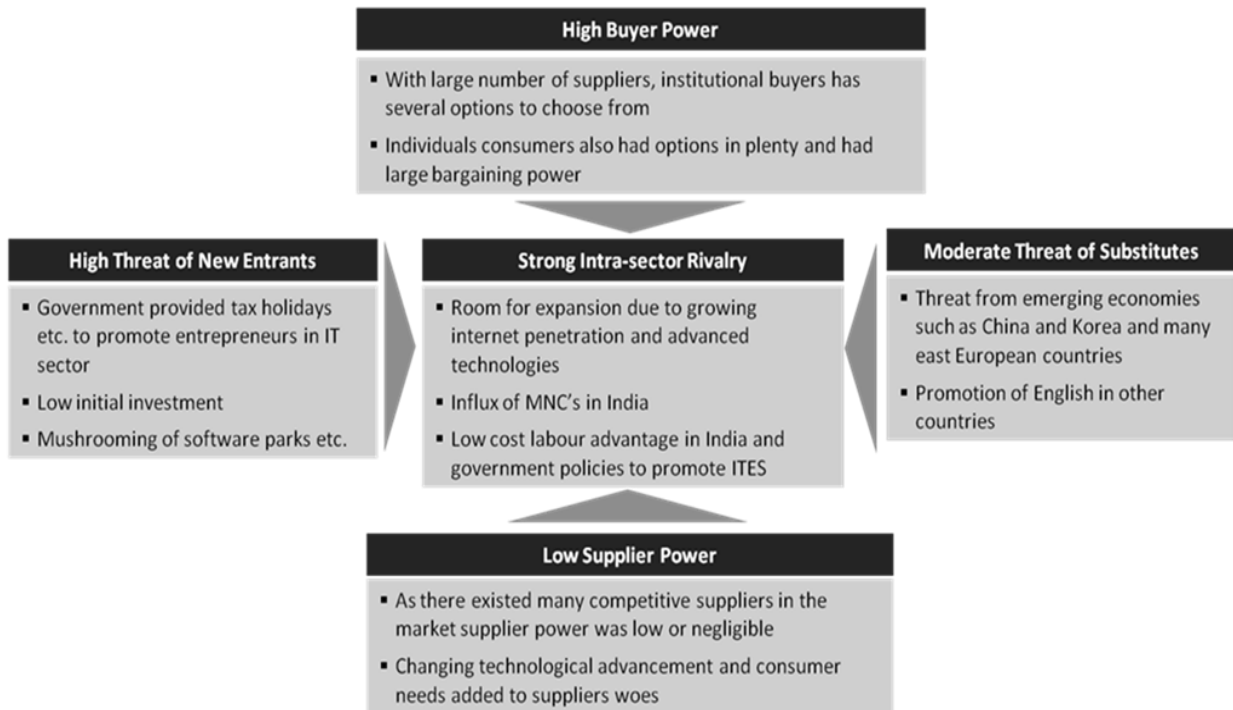 High Buyer Power
▪ With large number of suppliers, institutional buyers has
several options to choose from
▪ Individuals consumers also had options in plenty and had
large bargaining power
High Threat of New Entrants
▪ Government provided tax holidays
etc. to promote entrepreneurs in IT
sector
▪ Low initial investment
▪ Mushrooming of software parks etc.
Strong Intra-sector Rivalry
▪ Room for expansion due to growing
internet penetration and advanced
technologies
▪ Influx of MNC's in India
▪ Low cost labour advantage in India and
government policies to promote ITES
Moderate Threat of Substitutes
▪ Threat from emerging economies
such as China and Korea and many
east European countries
▪ Promotion of English in other
countries
Low Supplier Power
▪ As there existed many competitive suppliers in the
market supplier power was low or negligible
▪ Changing technological advancement and consumer
needs added to suppliers woes